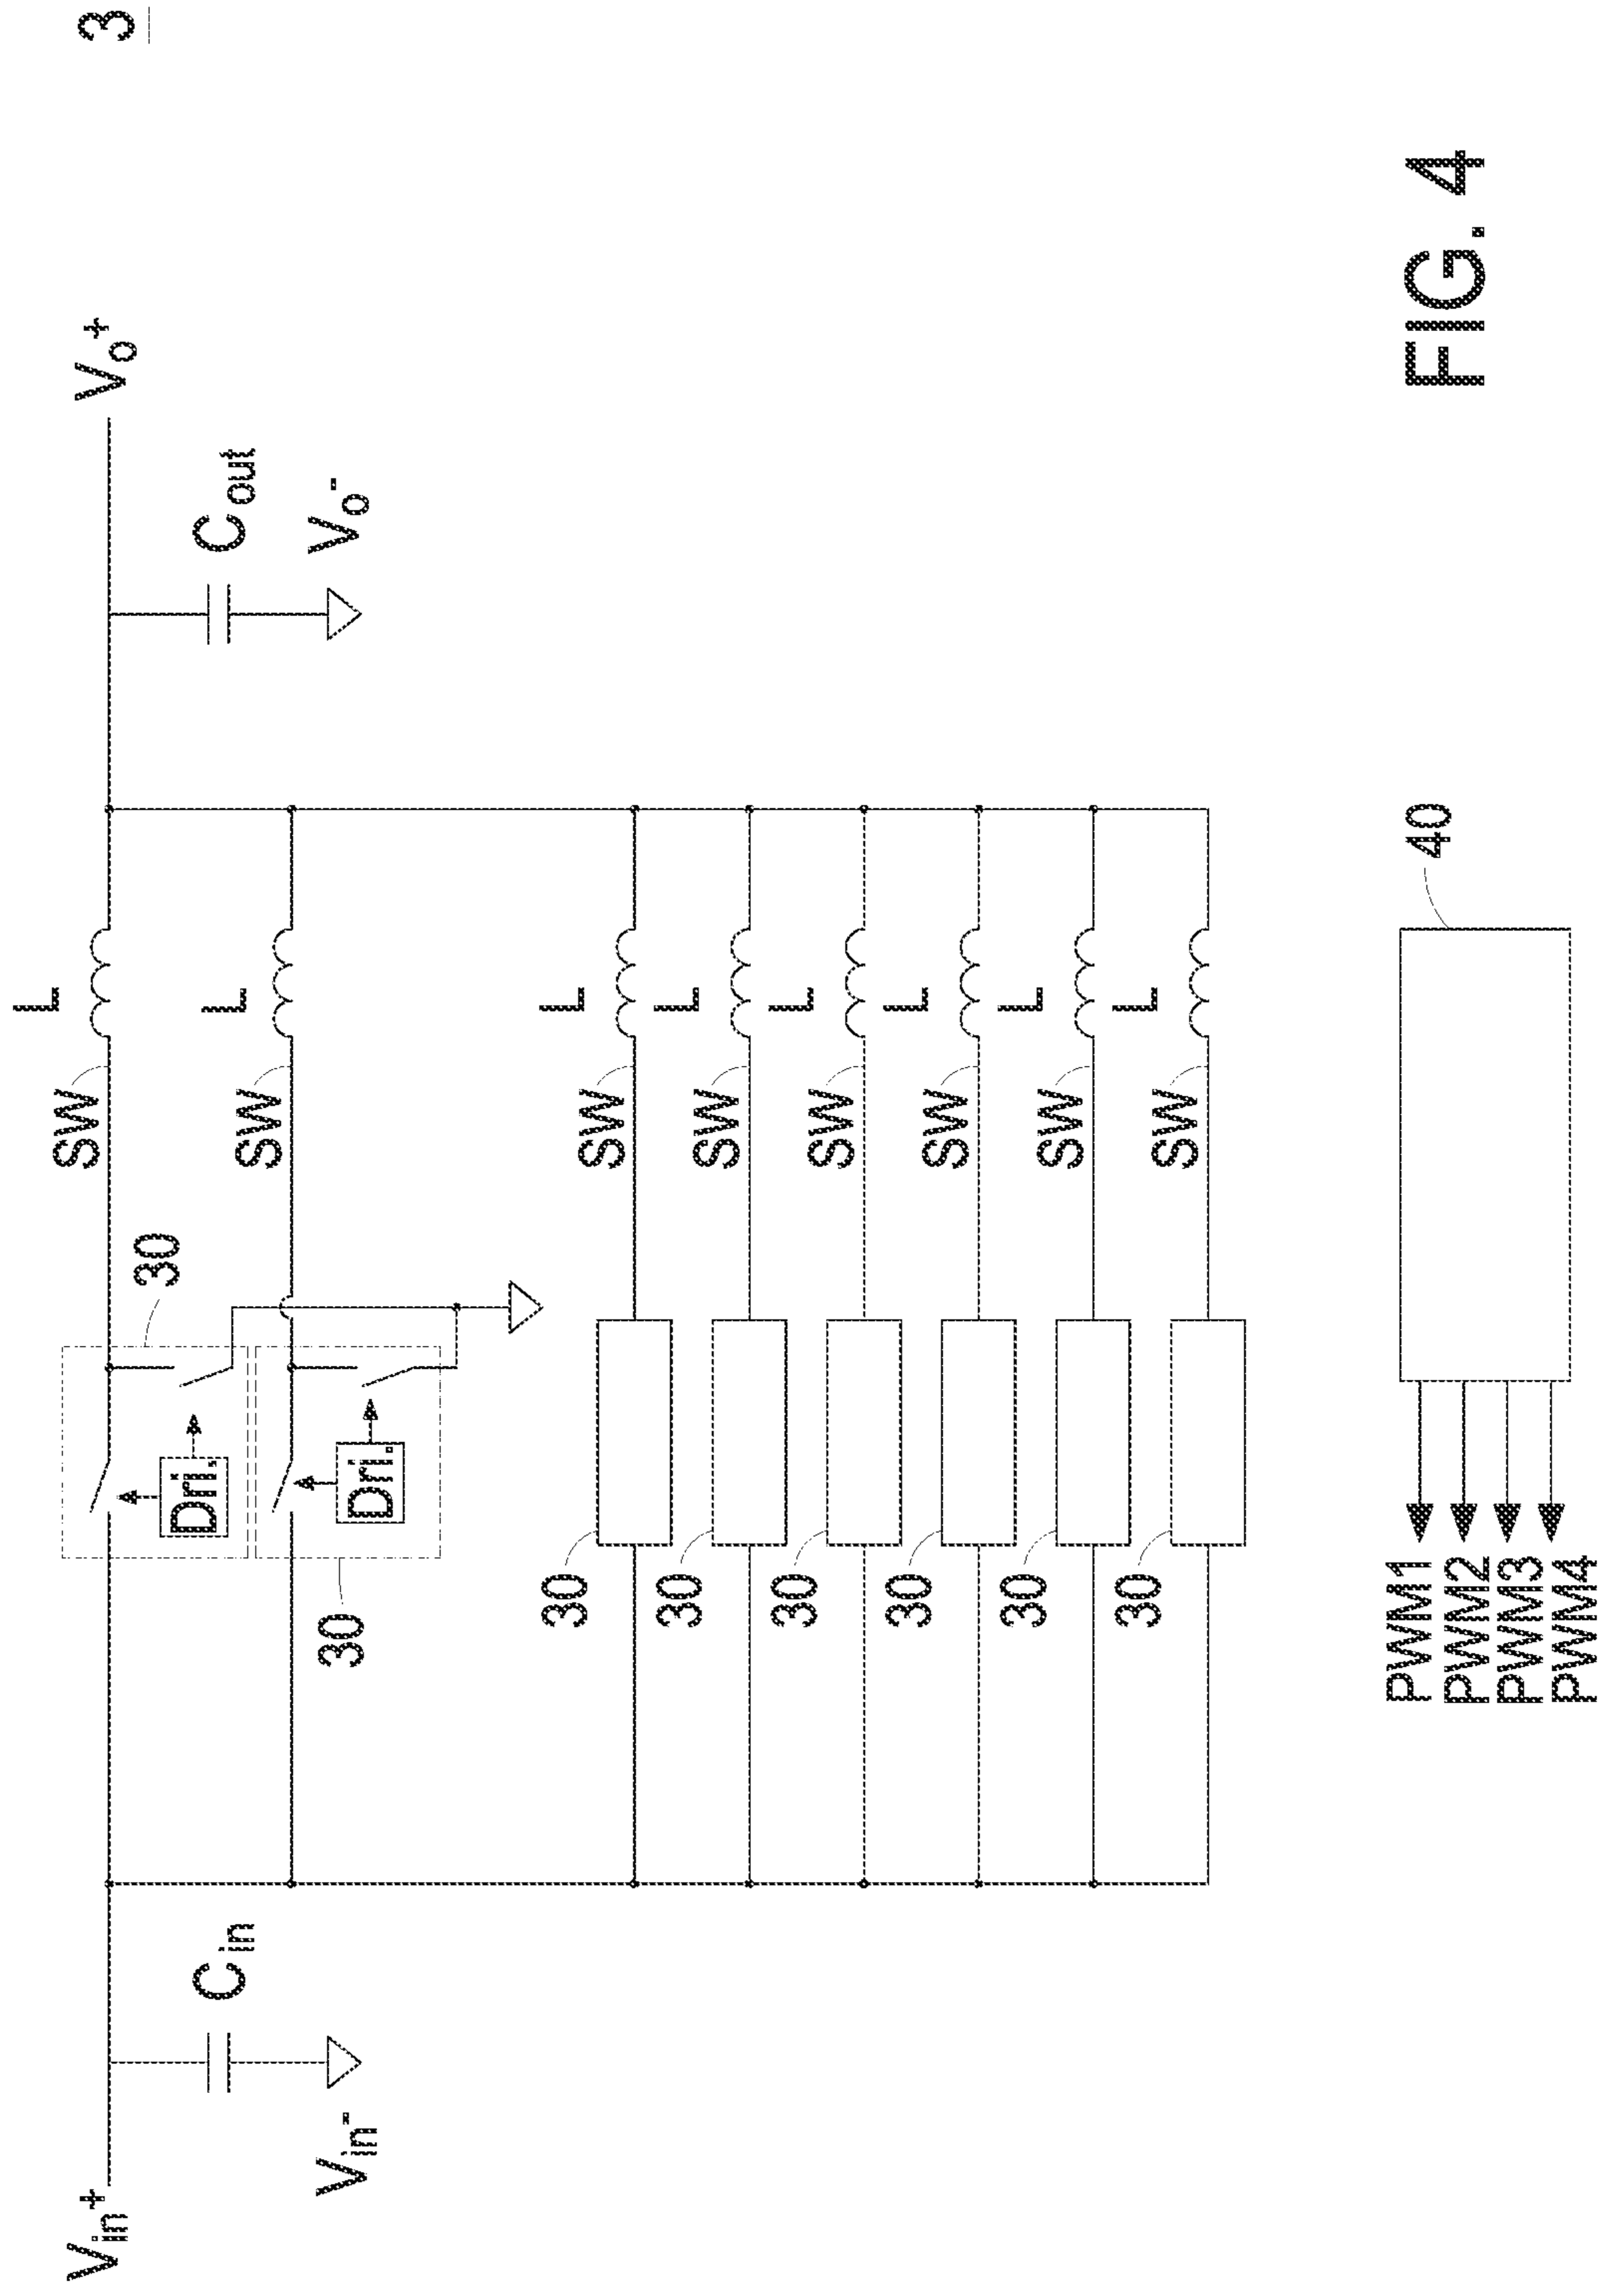 3
Vin+
Cin
Vin-
30
Dri.
SW
L
30
Dri.
SW
L
Cout
Vo-
Vo+
30
SW
L
30
SW
L
30
SW
L
30
SW
L
30
SW
L
30
SW
L
PWM1
PWM2
PWM3
PWM4
40
FIG. 4